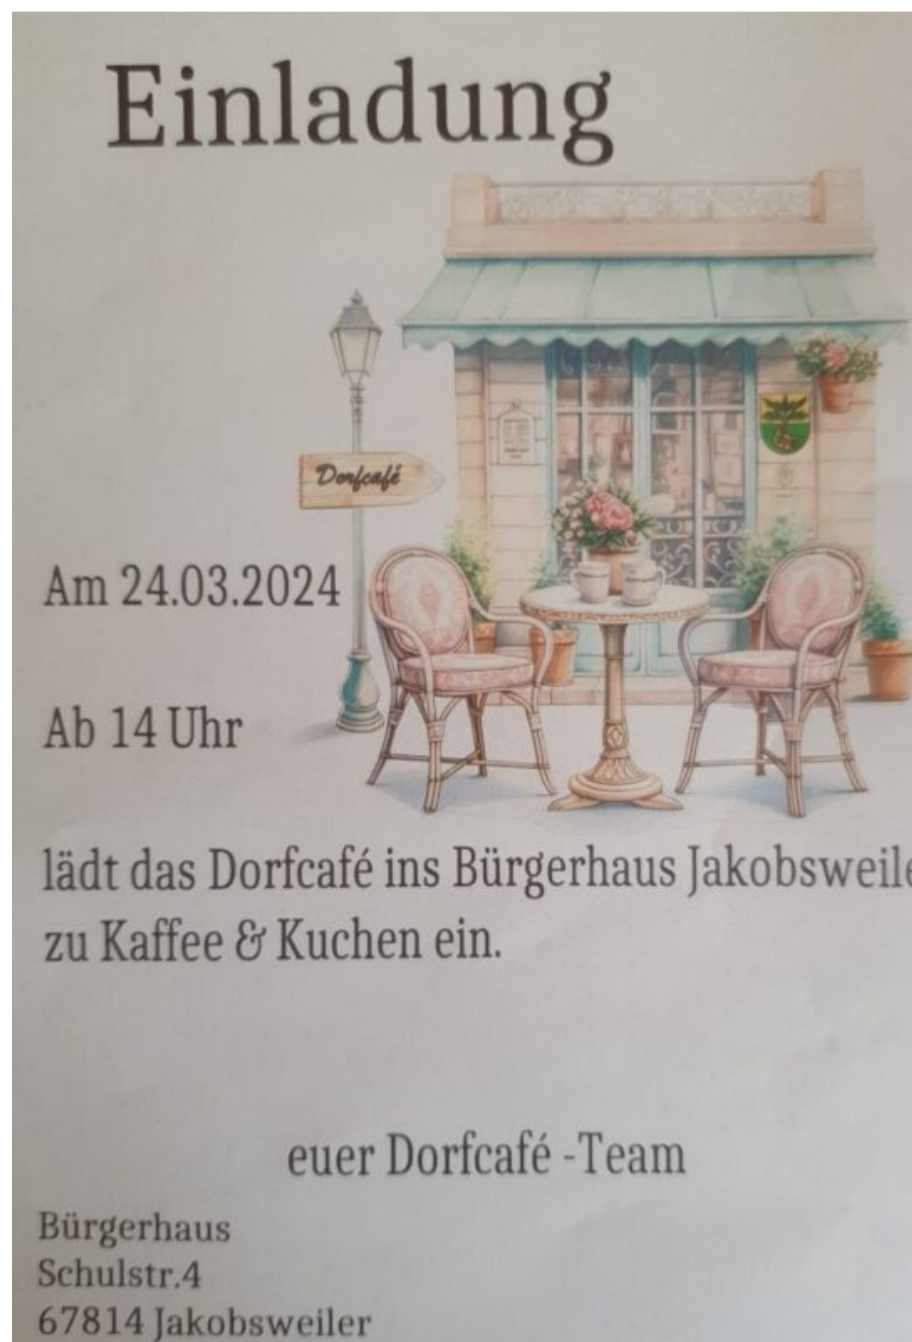 Einladung
Dorfcafé
Am 24.03.2024
Ab 14 Uhr
lädt das Dorfcafé ins Bürgerhaus Jakobsweile
zu Kaffee & Kuchen ein.
euer Dorfcafé -Team
Bürgerhaus
Schulstr.4
67814 Jakobsweiler